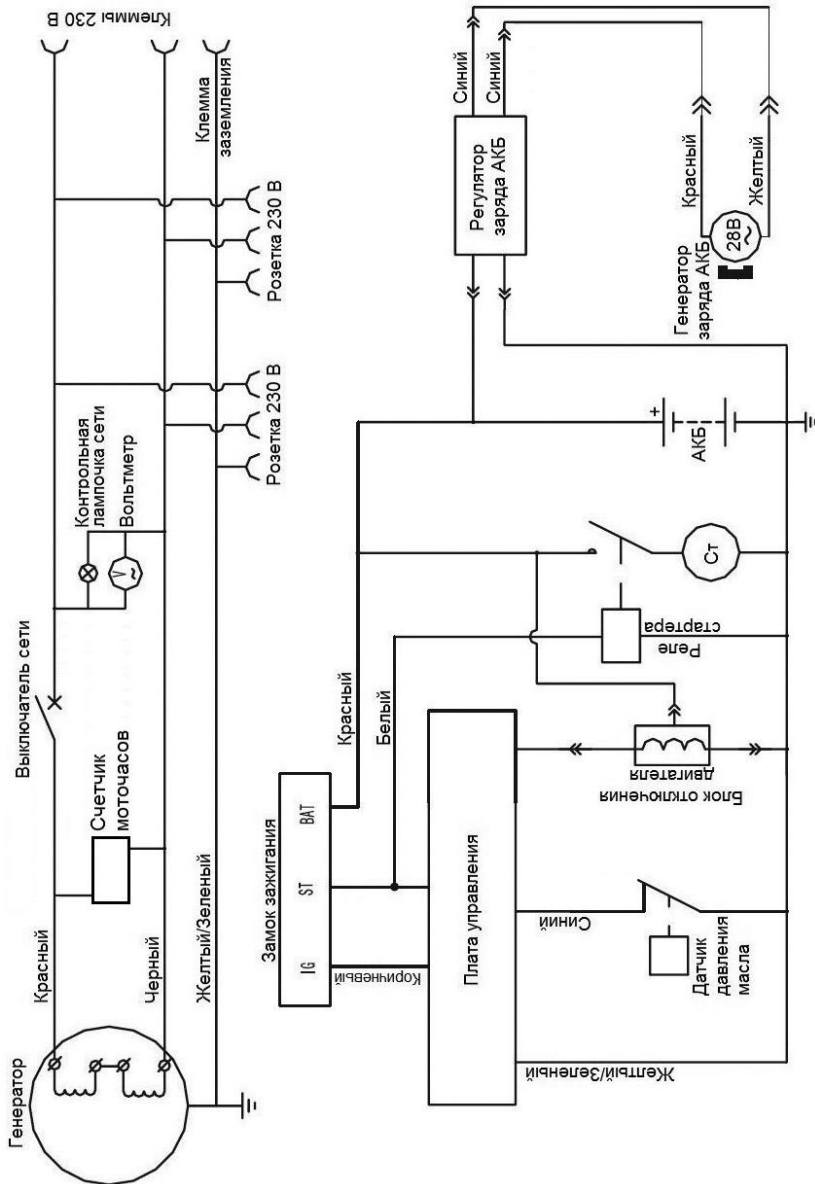 Генератор
Красный
Черный
Желтый/Зеленый
Счетчик
моточасов
Выключатель сети
Контрольная
лампочка сети
Вольтметр
V
Розетка 230 В
Розетка 230 В
Клеммы 230 В
Клемма
заземления
Замок зажигания
IG
ST
BAT
Коричневый
Красный
Белый
Плата управления
Желтый/Зеленый
Синий
Датчик
давления
масла
Блок отключения
двигателя
Реле
стартера
Ст
+
АКБ
Регулятор
заряда АКБ
Синий
Синий
Красный
Желтый
Генератор
заряда АКБ
28В